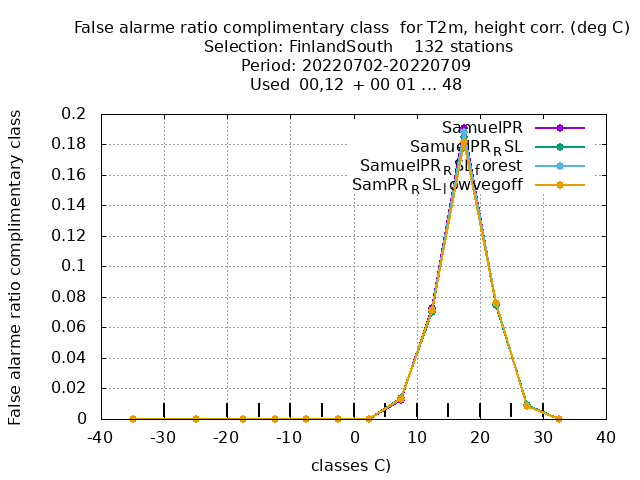 False alarme ratio complimentary class  for T2m, height corr. (deg C)
Selection: FinlandSouth    132 stations
Period: 20220702-20220709
Used  00,12  + 00 01 ... 48
False alarme ratio complimentary class
0.2
0.18
0.16
0.14
0.12
0.1
0.08
0.06
0.04
0.02
0
SamuelPR
SamuelPR_RSL
SamuelPR_RSL_forest
SamPR_RSL_lowvegoff
-40 -30 -20 -10 0 10 20 30 40
classes C)